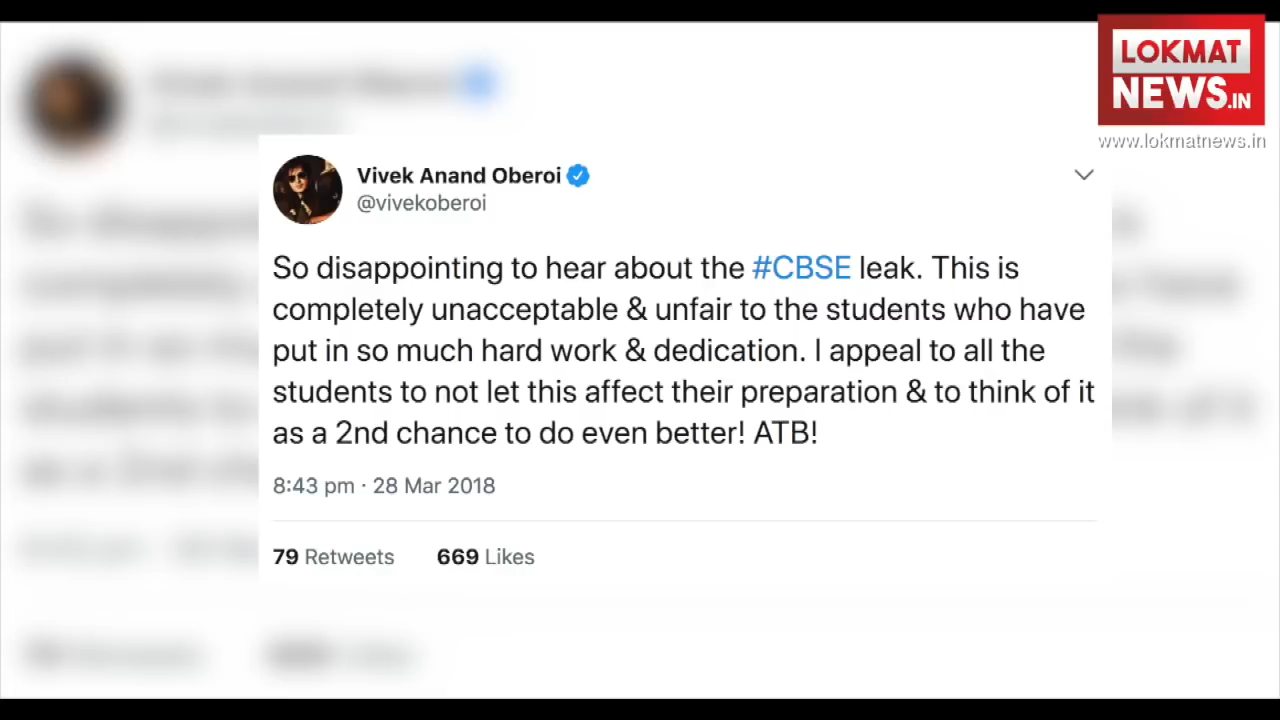 LOKMAT
NEWS.IN
www.lokmatnews.in
Vivek Anand Oberoi
@vivekoberoi
So disappointing to hear about the #CBSE leak. This is
completely unacceptable & unfair to the students who have
put in so much hard work & dedication. I appeal to all the
students to not let this affect their preparation & to think of it
as a 2nd chance to do even better! ATB!
8:43 pm · 28 Mar 2018
79 Retweets 669 Likes